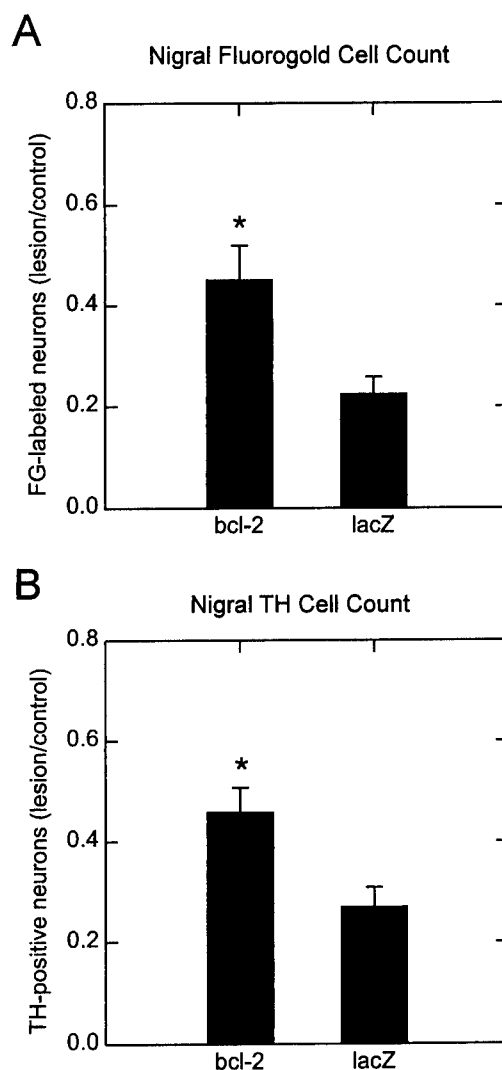 A
Nigral Fluorogold Cell Count
FG-labeled neurons (lesion/control)
0.8
0.6
0.4
0.2
0.0
*
bcl-2 lacZ
B
Nigral TH Cell Count
TH-positive neurons (lesion/control)
0.8
0.6
0.4
0.2
0.0
*
bcl-2 lacZ